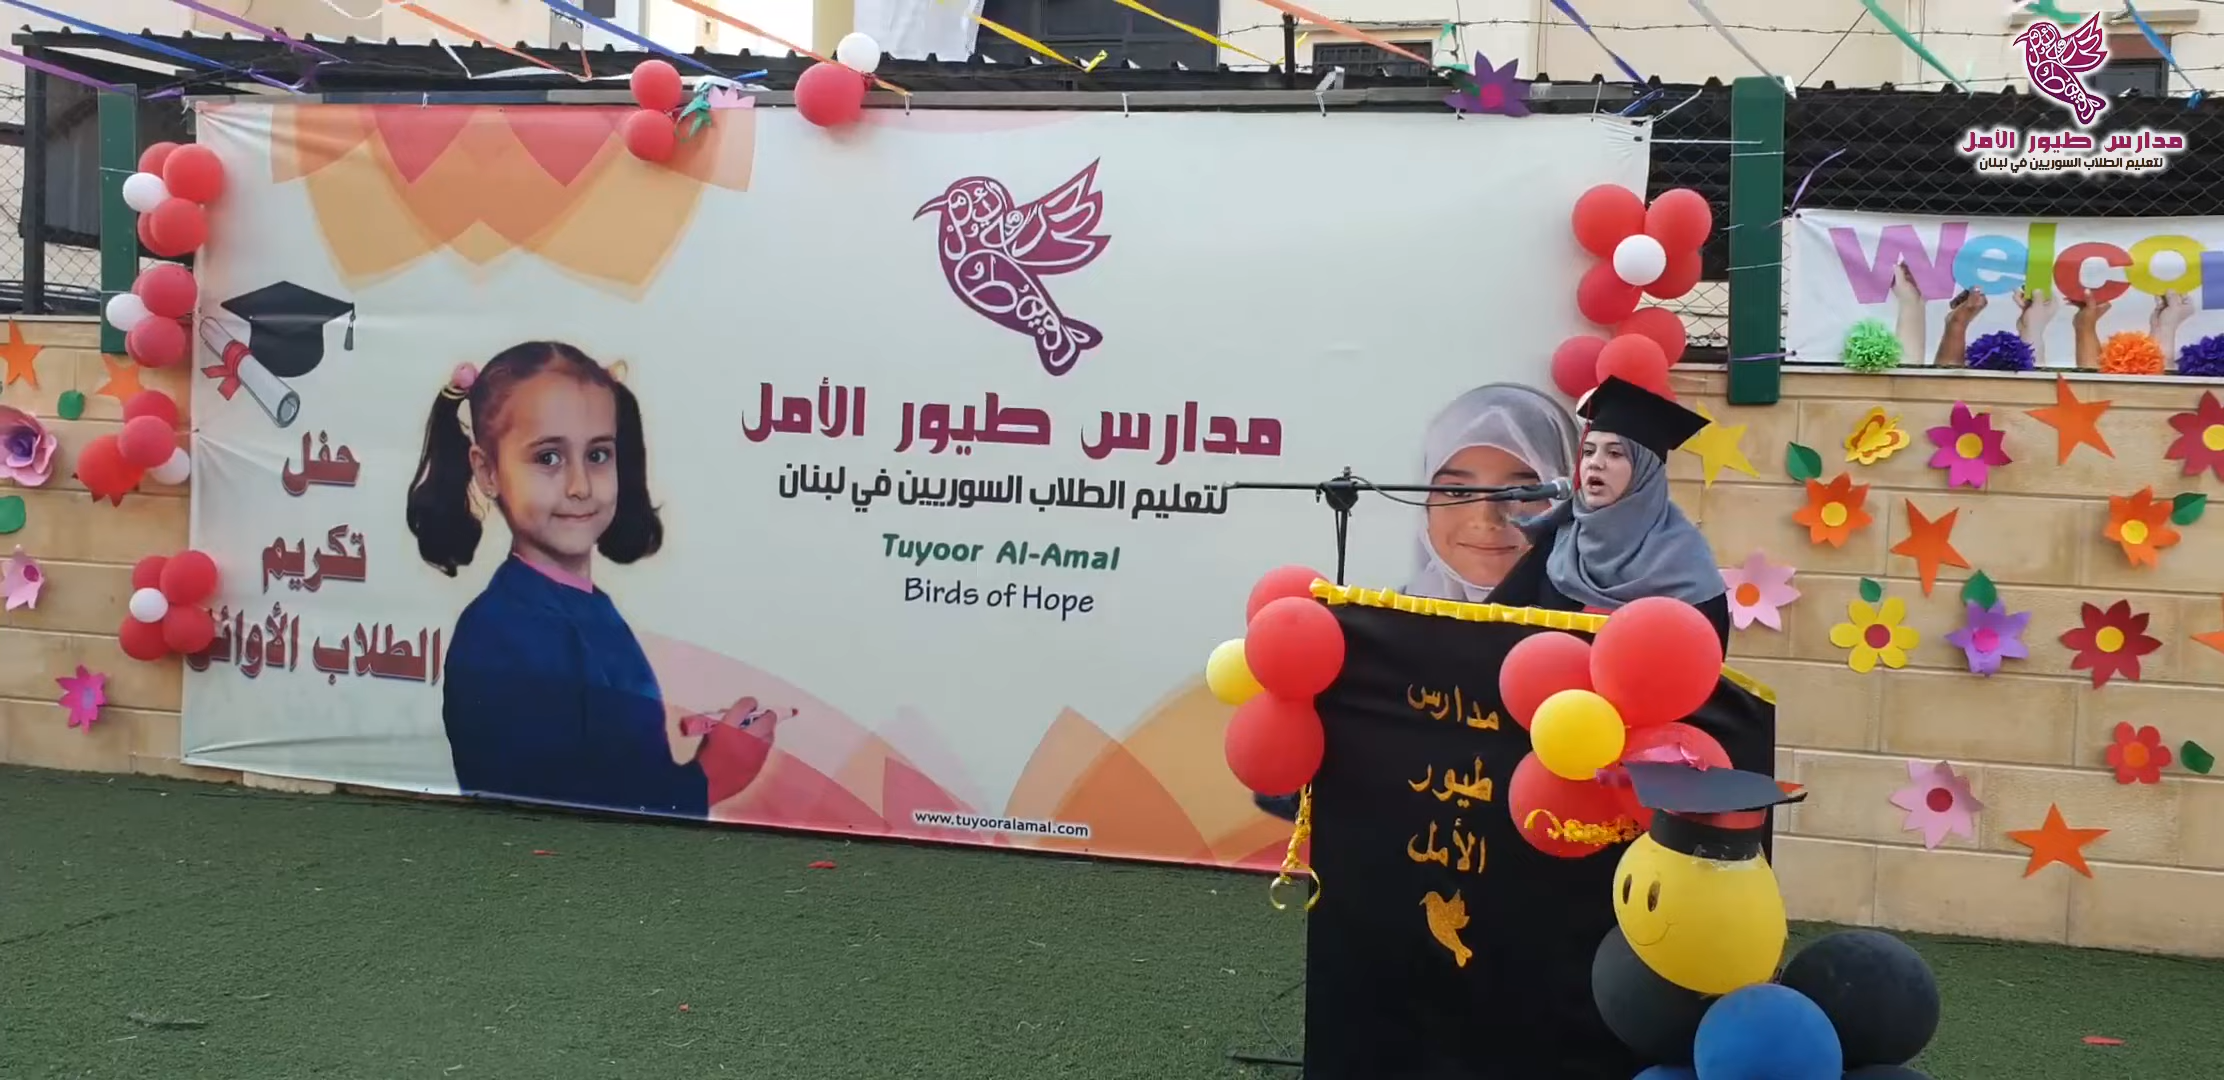 مدارس طيور الأمل
لتعليم الطلاب السوريين في لبنان
Welco
مدارس طيور الأمل
لتعليم الطلاب السوريين في لبنان
Tuyoor Al-Amal
Birds of Hope
حفل
تكريم
الطلاب الأوائل
www.tuyooralamal.com
مدارس
طيور
الأمل